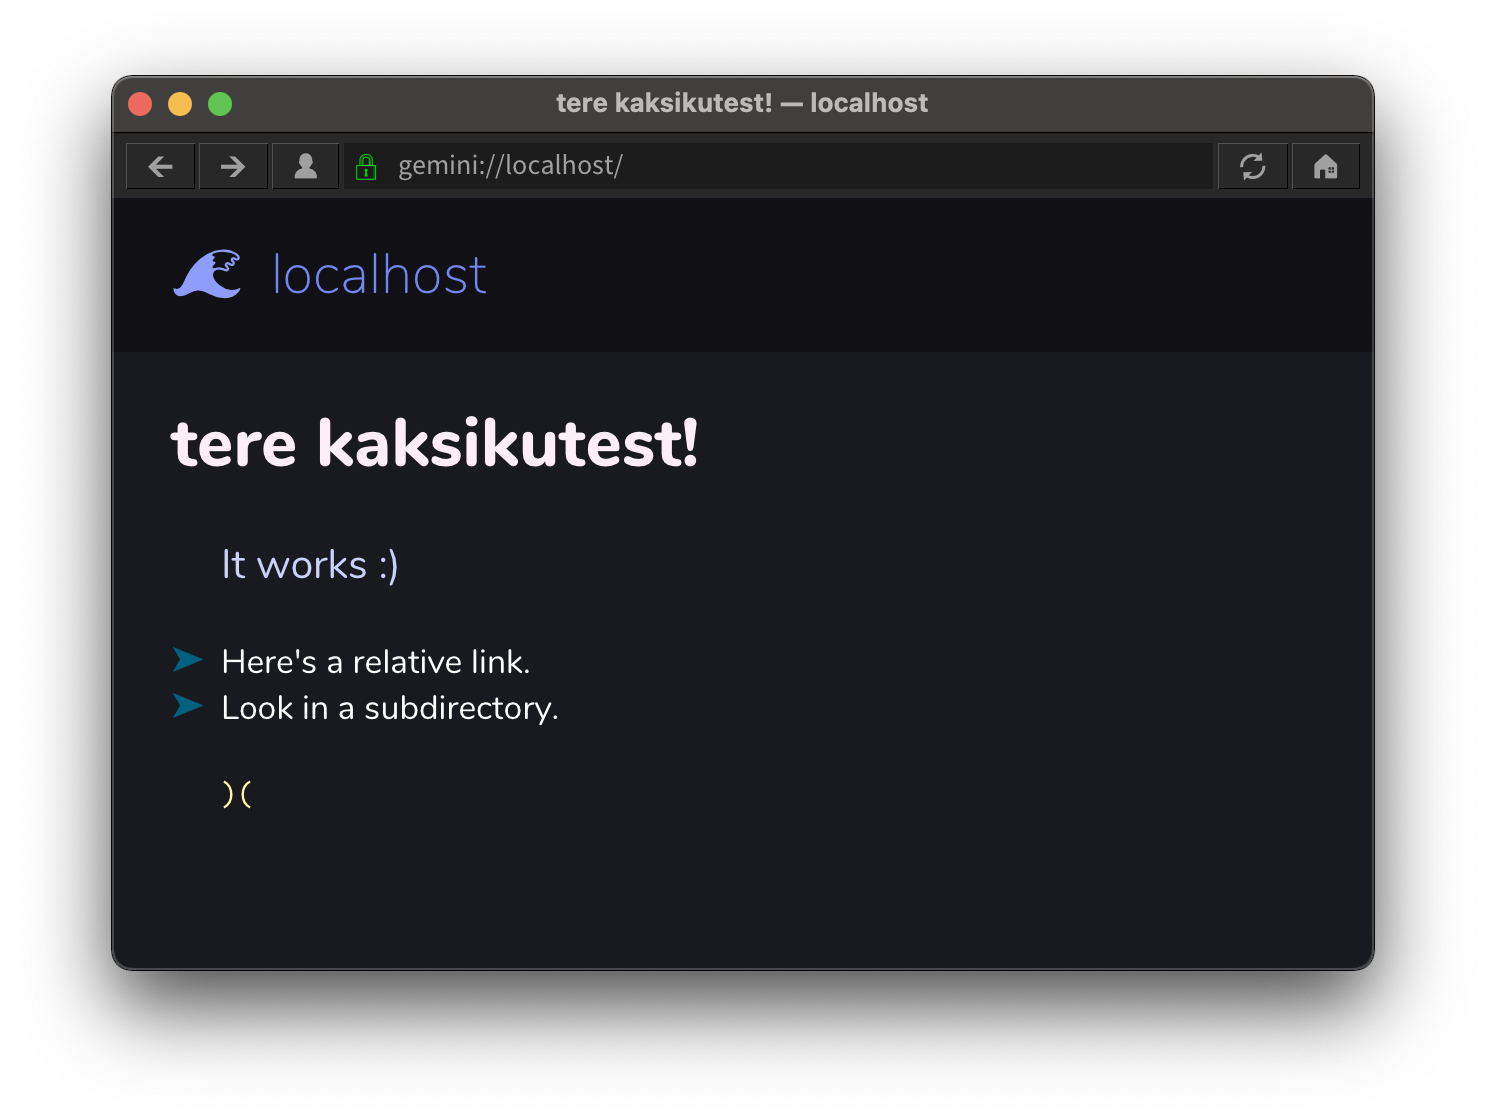 tere kaksikutest! — localhost
gemini://localhost/
localhost
tere kaksikutest!
It works :)
Here's a relative link.
Look in a subdirectory.
)(